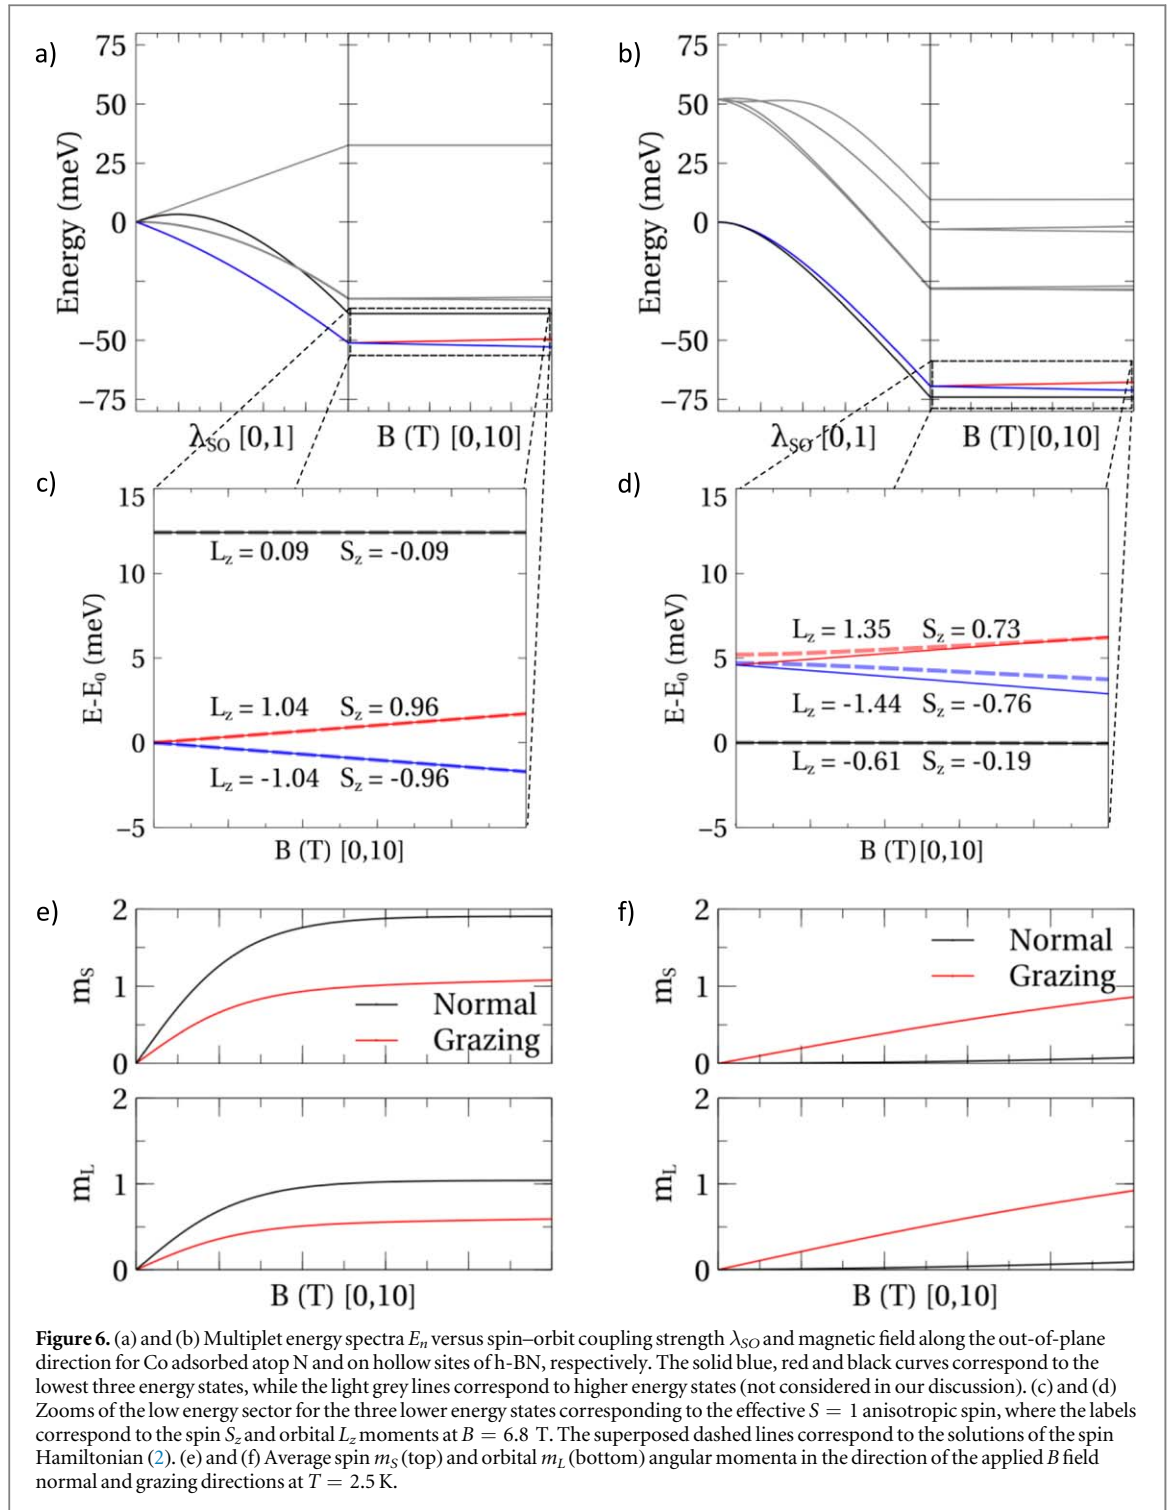 a)
75
50
25
0
−50
−75
Energy (meV)
λSO [0,1]
B (T) [0,10]
b)
75
50
25
0
−50
−75
Energy (meV)
λSO [0,1]
B (T) [0,10]
c)
15
10
5
0
−5
E-E0 (meV)
Lz = 0.09 Sz = -0.09
Lz = 1.04 Sz = 0.96
Lz = -1.04 Sz = -0.96
B (T) [0,10]
d)
15
10
5
0
−5
E-E0 (meV)
Lz = 1.35 Sz = 0.73
Lz = -1.44 Sz = -0.76
Lz = -0.61 Sz = -0.19
B (T)[0,10]
e)
2
1
0
mS
Normal
Grazing
2
1
0
mL
B (T) [0,10]
f)
2
1
0
mS
Normal
Grazing
2
1
0
mL
B (T) [0,10]
Figure 6. (a) and (b) Multiplet energy spectra En versus spin–orbit coupling strength λSO and magnetic field along the out-of-plane
direction for Co adsorbed atop N and on hollow sites of h-BN, respectively. The solid blue, red and black curves correspond to the
lowest three energy states, while the light grey lines correspond to higher energy states (not considered in our discussion). (c) and (d)
Zooms of the low energy sector for the three lower energy states corresponding to the effective S = 1 anisotropic spin, where the labels
correspond to the spin Sz and orbital Lz moments at B = 6.8 T. The superposed dashed lines correspond to the solutions of the spin
Hamiltonian (2). (e) and (f) Average spin mS (top) and orbital mL (bottom) angular momenta in the direction of the applied B field
normal and grazing directions at T = 2.5 K.